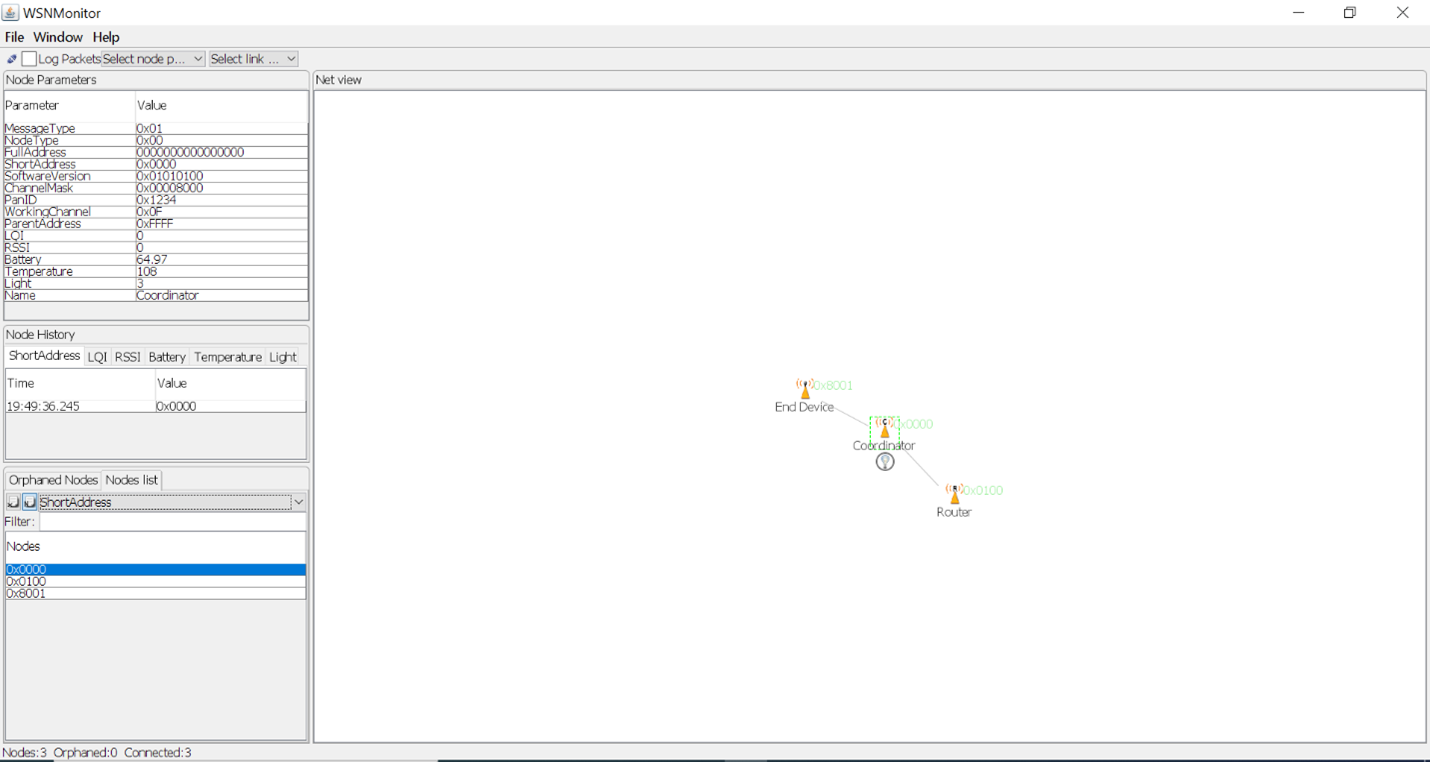 WSNMonitor
File Window Help
Log Packets Select node p... Select link ...
Node Parameters
Parameter Value
MessageType 0x01
NodeType 0x00
FullAddress 0000000000000000
ShortAddress 0x0000
SoftwareVersion 0x01010100
ChannelMask 0x00008000
PanID 0x1234
WorkingChannel 0x0F
ParentAddress 0xFFFF
LQI 0
RSSI 0
Battery 64.97
Temperature 108
Light 3
Name Coordinator
Node History
ShortAddress LQI RSSI Battery Temperature Light
Time Value
19:49:36.245 0x0000
Orphaned Nodes Nodes list
ShortAddress
Filter:
Nodes
0x0000
0x0100
0x8001
Nodes:3 Orphaned:0 Connected:3
Net view
0x8001
End Device
C 0x0000
Coordinator
R 0x0100
Router